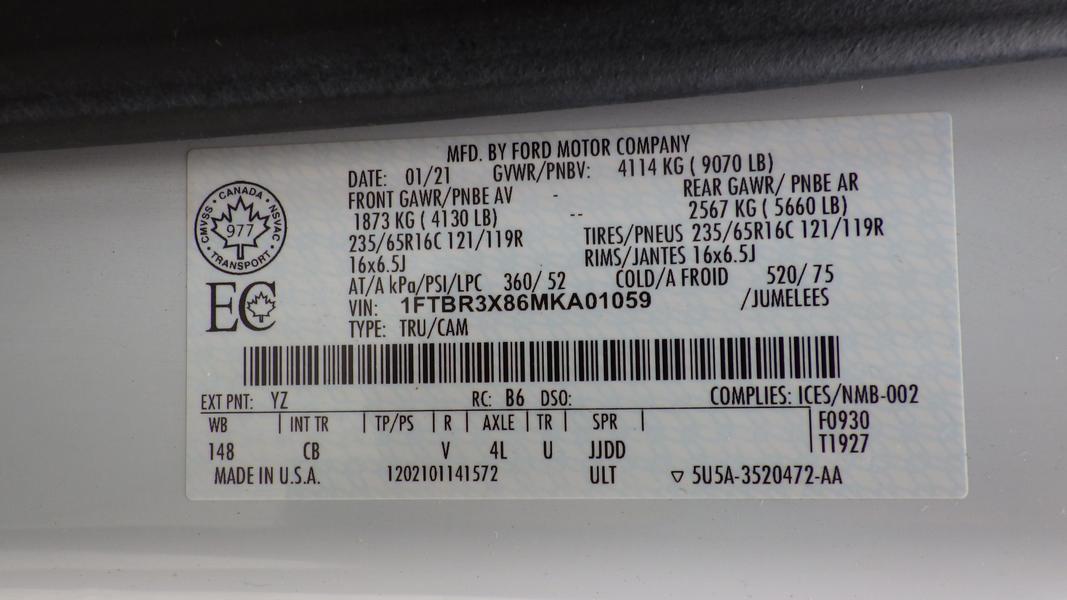 MFD. BY FORD MOTOR COMPANY
DATE: 01/21 GVWR/PNBV: 4114 KG ( 9070 LB)
FRONT GAWR/PNBE AV - REAR GAWR/ PNBE AR
1873 KG ( 4130 LB) -- 2567 KG ( 5660 LB)
235/65R16C 121/119R TIRES/PNEUS 235/65R16C 121/119R
16x6.5J RIMS/JANTES 16x6.5J
AT/A kPa/PSI/LPC 360/ 52 COLD/A FROID 520/ 75
VIN: 1FTBR3X86MKA01059 /JUMELEES
TYPE: TRU/CAM
CANADA
CMVSS 977 NSVAC
TRANSPORT
EC
EXT PNT: YZ RC: B6 DSO: COMPLIES: ICES/NMB-002
WB INT TR TP/PS R AXLE TR SPR F0930
148 CB V 4L U JJDD T1927
MADE IN U.S.A. 1202101141572 ULT ▽ 5U5A-3520472-AA